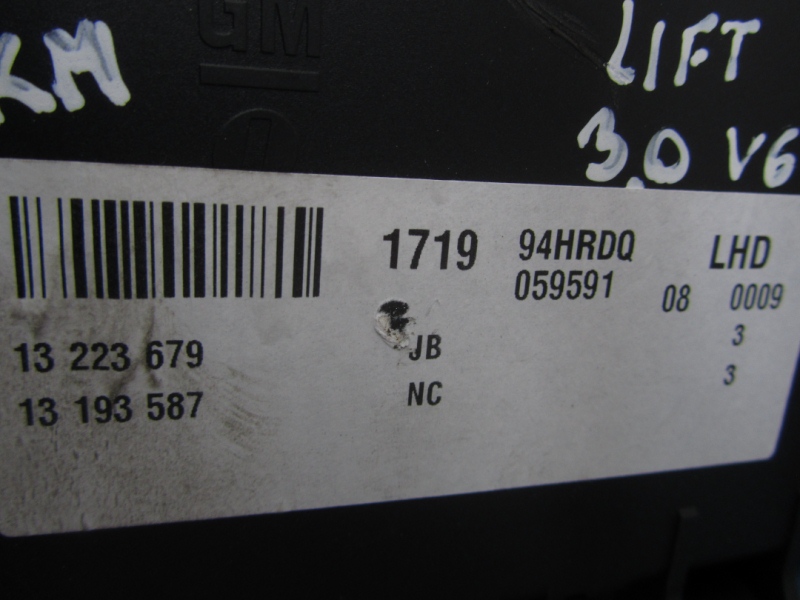 GM
LIFT
3.0 V6
1719 94HRDQ LHD
059591 08 0009
13 223 679 JB 3
13 193 587 NC 3